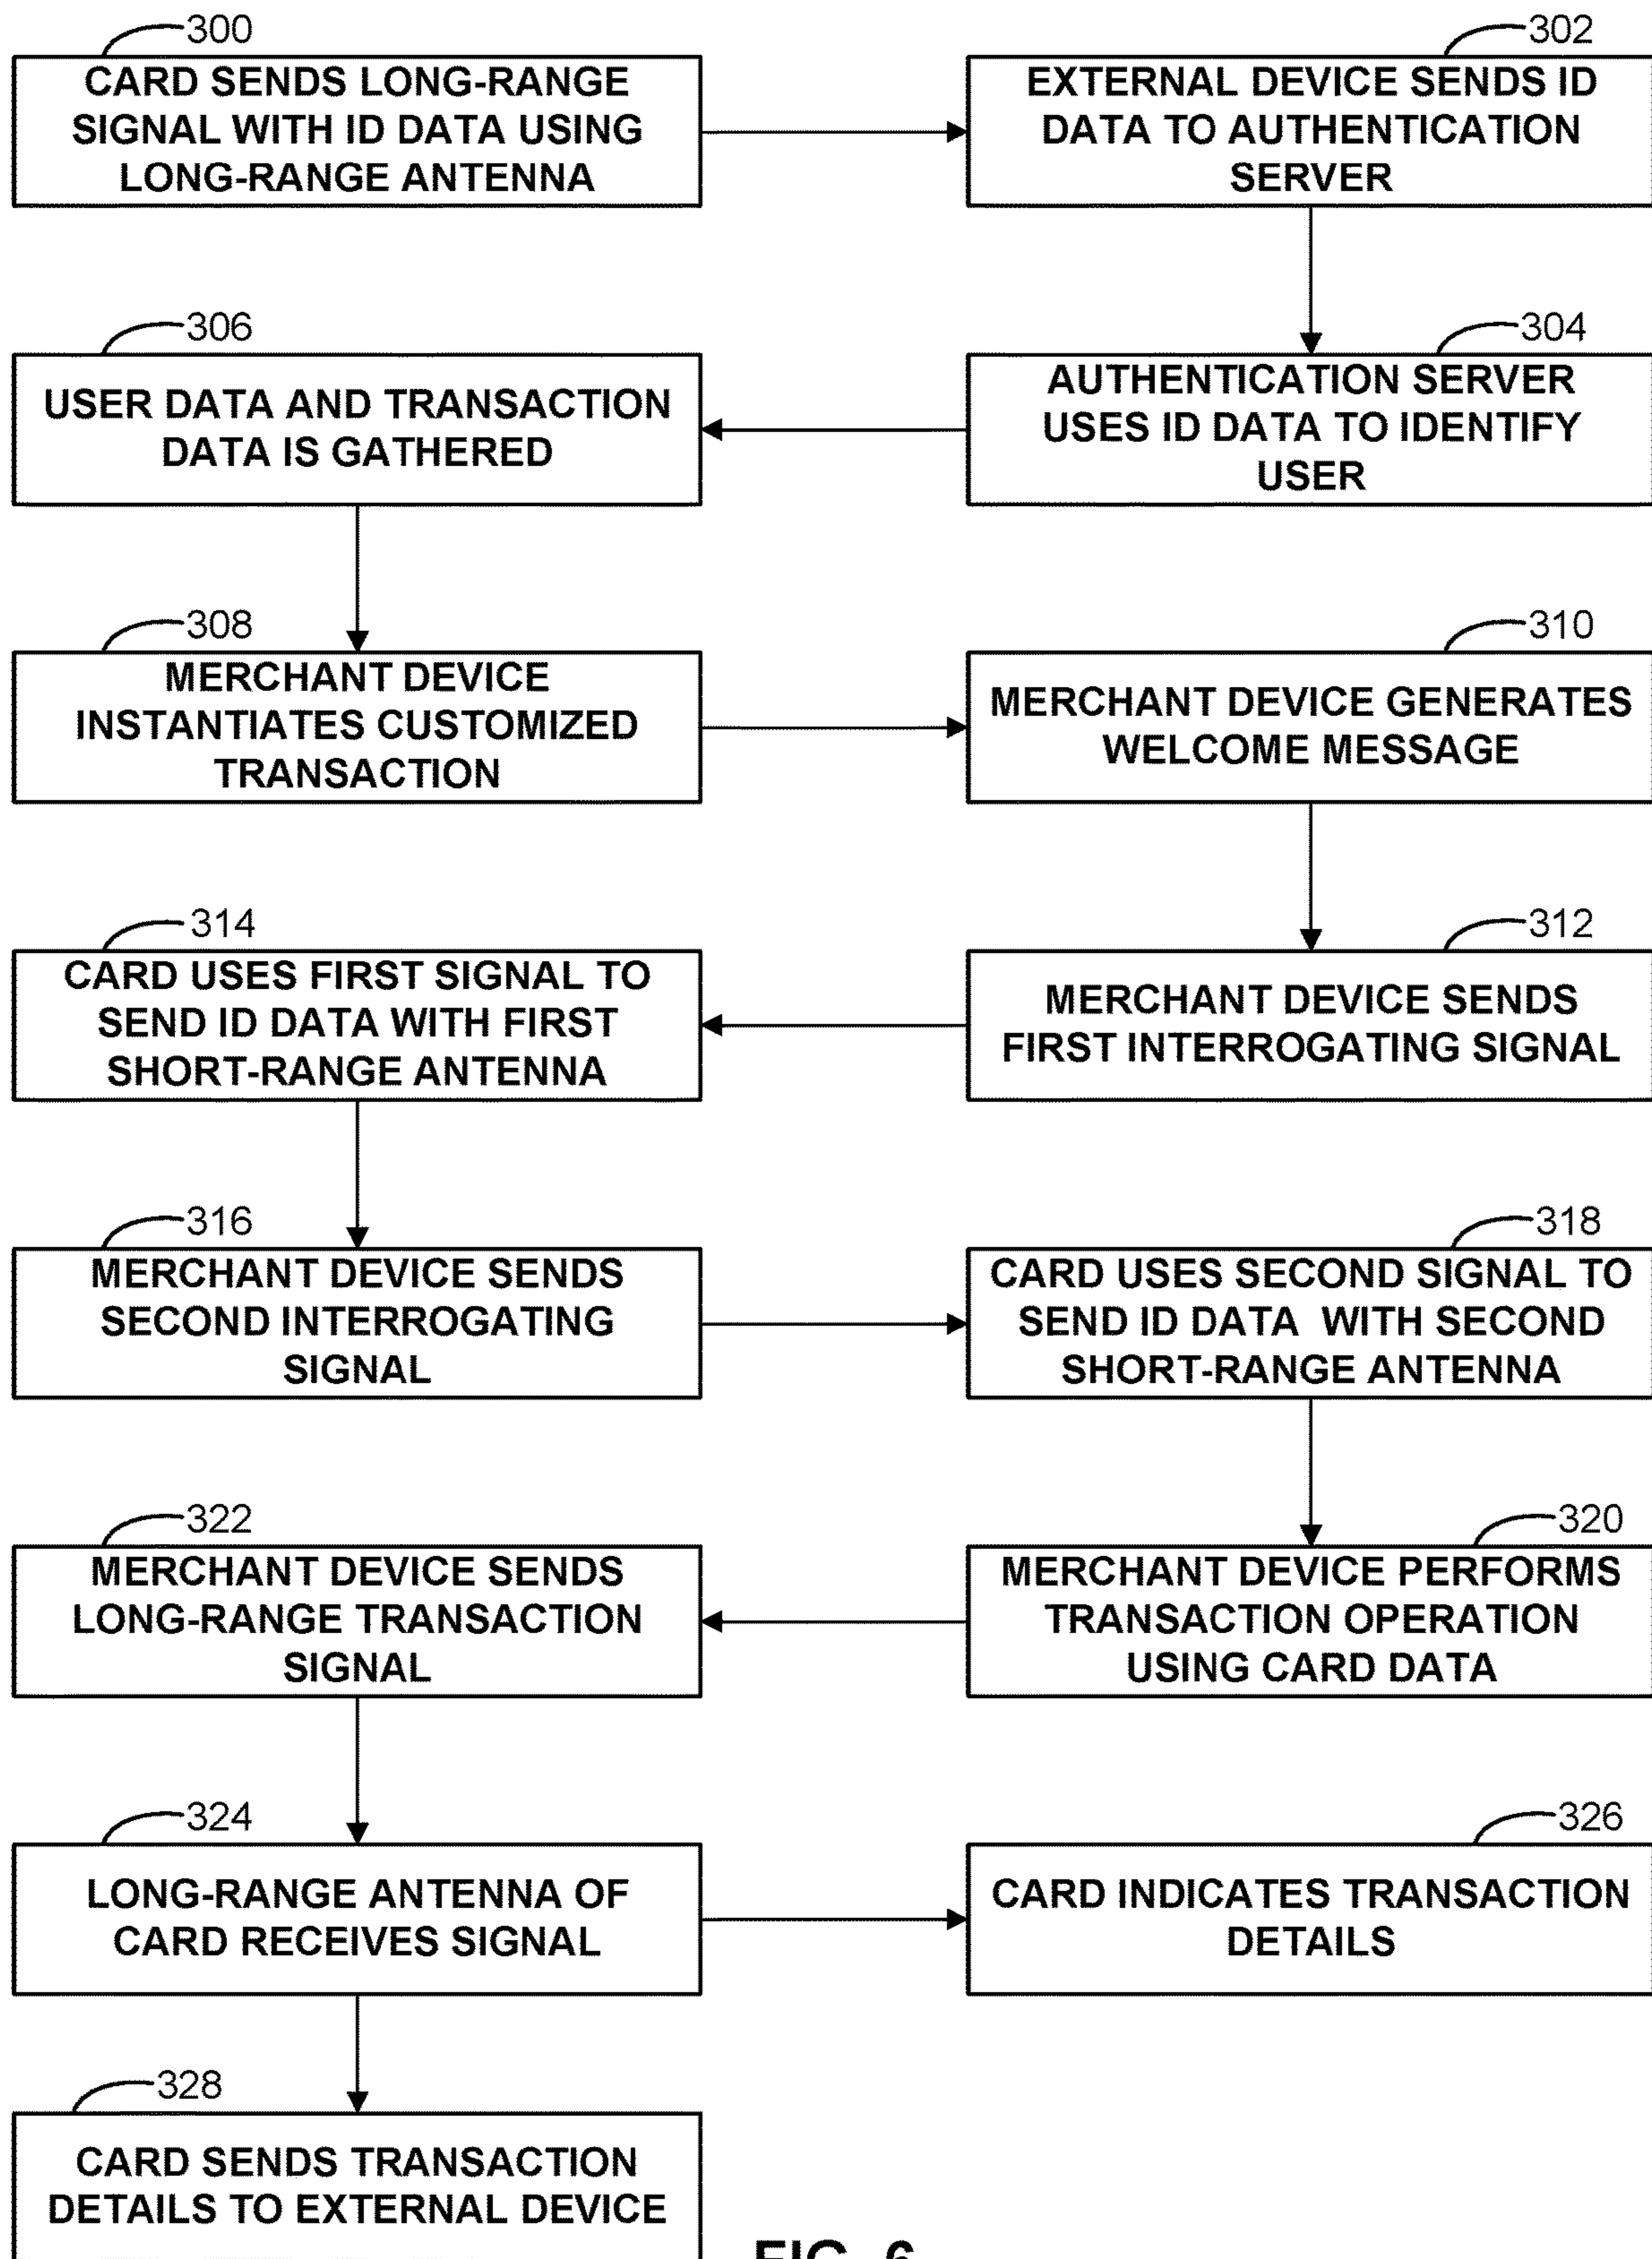 300
CARD SENDS LONG-RANGE
SIGNAL WITH ID DATA USING
LONG-RANGE ANTENNA
302
EXTERNAL DEVICE SENDS ID
DATA TO AUTHENTICATION
SERVER
304
AUTHENTICATION SERVER
USES ID DATA TO IDENTIFY
USER
306
USER DATA AND TRANSACTION
DATA IS GATHERED
308
MERCHANT DEVICE
INSTANTIATES CUSTOMIZED
TRANSACTION
310
MERCHANT DEVICE GENERATES
WELCOME MESSAGE
312
MERCHANT DEVICE SENDS
FIRST INTERROGATING SIGNAL
314
CARD USES FIRST SIGNAL TO
SEND ID DATA WITH FIRST
SHORT-RANGE ANTENNA
316
MERCHANT DEVICE SENDS
SECOND INTERROGATING
SIGNAL
318
CARD USES SECOND SIGNAL TO
SEND ID DATA  WITH SECOND
SHORT-RANGE ANTENNA
320
MERCHANT DEVICE PERFORMS
TRANSACTION OPERATION
USING CARD DATA
322
MERCHANT DEVICE SENDS
LONG-RANGE TRANSACTION
SIGNAL
324
LONG-RANGE ANTENNA OF
CARD RECEIVES SIGNAL
326
CARD INDICATES TRANSACTION
DETAILS
328
CARD SENDS TRANSACTION
DETAILS TO EXTERNAL DEVICE
FIG. 6